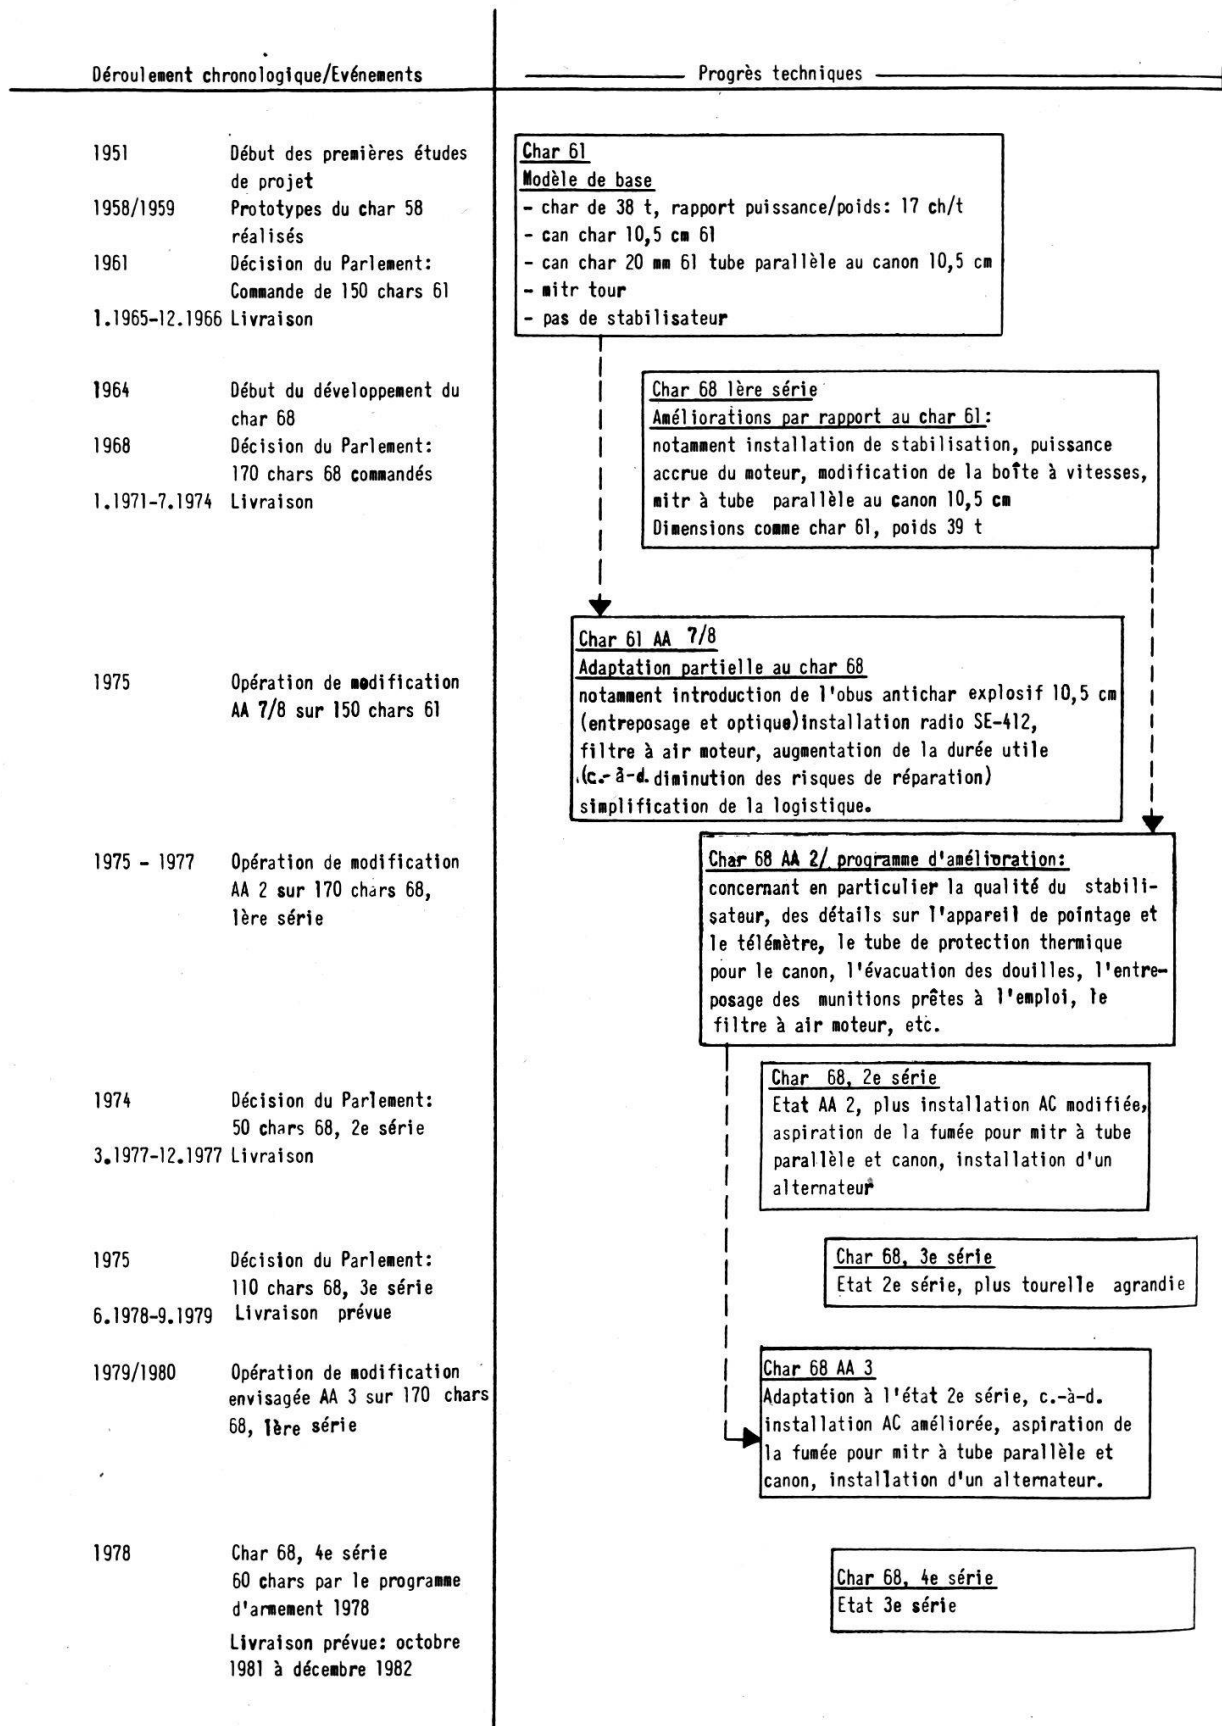 Déroulement chronologique/Evénements
Progrès techniques
1951 Début des premières études
de projet
1958/1959 Prototypes du char 58
réalisés
1961 Décision du Parlement:
Commande de 150 chars 61
1.1965-12.1966 Livraison
Char 61
Modèle de base
- char de 38 t, rapport puissance/poids: 17 ch/t
- can char 10,5 cm 61
- can char 20 mm 61 tube parallèle au canon 10,5 cm
- mitr tour
- pas de stabilisateur
1964 Début du développement du
char 68
1968 Décision du Parlement:
170 chars 68 commandés
1.1971-7.1974 Livraison
Char 68 1ère série
Améliorations par rapport au char 61:
notamment installation de stabilisation, puissance
accrue du moteur, modification de la boîte à vitesses,
mitr à tube parallèle au canon 10,5 cm
Dimensions comme char 61, poids 39 t
1975 Opération de modification
AA 7/8 sur 150 chars 61
Char 61 AA 7/8
Adaptation partielle au char 68
notamment introduction de l'obus antichar explosif 10,5 cm
(entreposage et optique)installation radio SE-412,
filtre à air moteur, augmentation de la durée utile
(c.-à-d. diminution des risques de réparation)
simplification de la logistique.
1975 - 1977 Opération de modification
AA 2 sur 170 chars 68,
1ère série
Char 68 AA 2/ programme d'amélioration:
concernant en particulier la qualité du stabili-
sateur, des détails sur l'appareil de pointage et
le télémètre, le tube de protection thermique
pour le canon, l'évacuation des douilles, l'entre-
posage des munitions prêtes à l'emploi, le
filtre à air moteur, etc.
1974 Décision du Parlement:
50 chars 68, 2e série
3.1977-12.1977 Livraison
Char 68, 2e série
Etat AA 2, plus installation AC modifiée,
aspiration de la fumée pour mitr à tube
parallèle et canon, installation d'un
alternateur
1975 Décision du Parlement:
110 chars 68, 3e série
6.1978-9.1979 Livraison prévue
Char 68, 3e série
Etat 2e série, plus tourelle agrandie
1979/1980 Opération de modification
envisagée AA 3 sur 170 chars
68, 1ère série
Char 68 AA 3
Adaptation à l'état 2e série, c.-à-d.
installation AC améliorée, aspiration de
la fumée pour mitr à tube parallèle et
canon, installation d'un alternateur.
1978 Char 68, 4e série
60 chars par le programme
d'armement 1978
Livraison prévue: octobre
1981 à décembre 1982
Char 68, 4e série
Etat 3e série